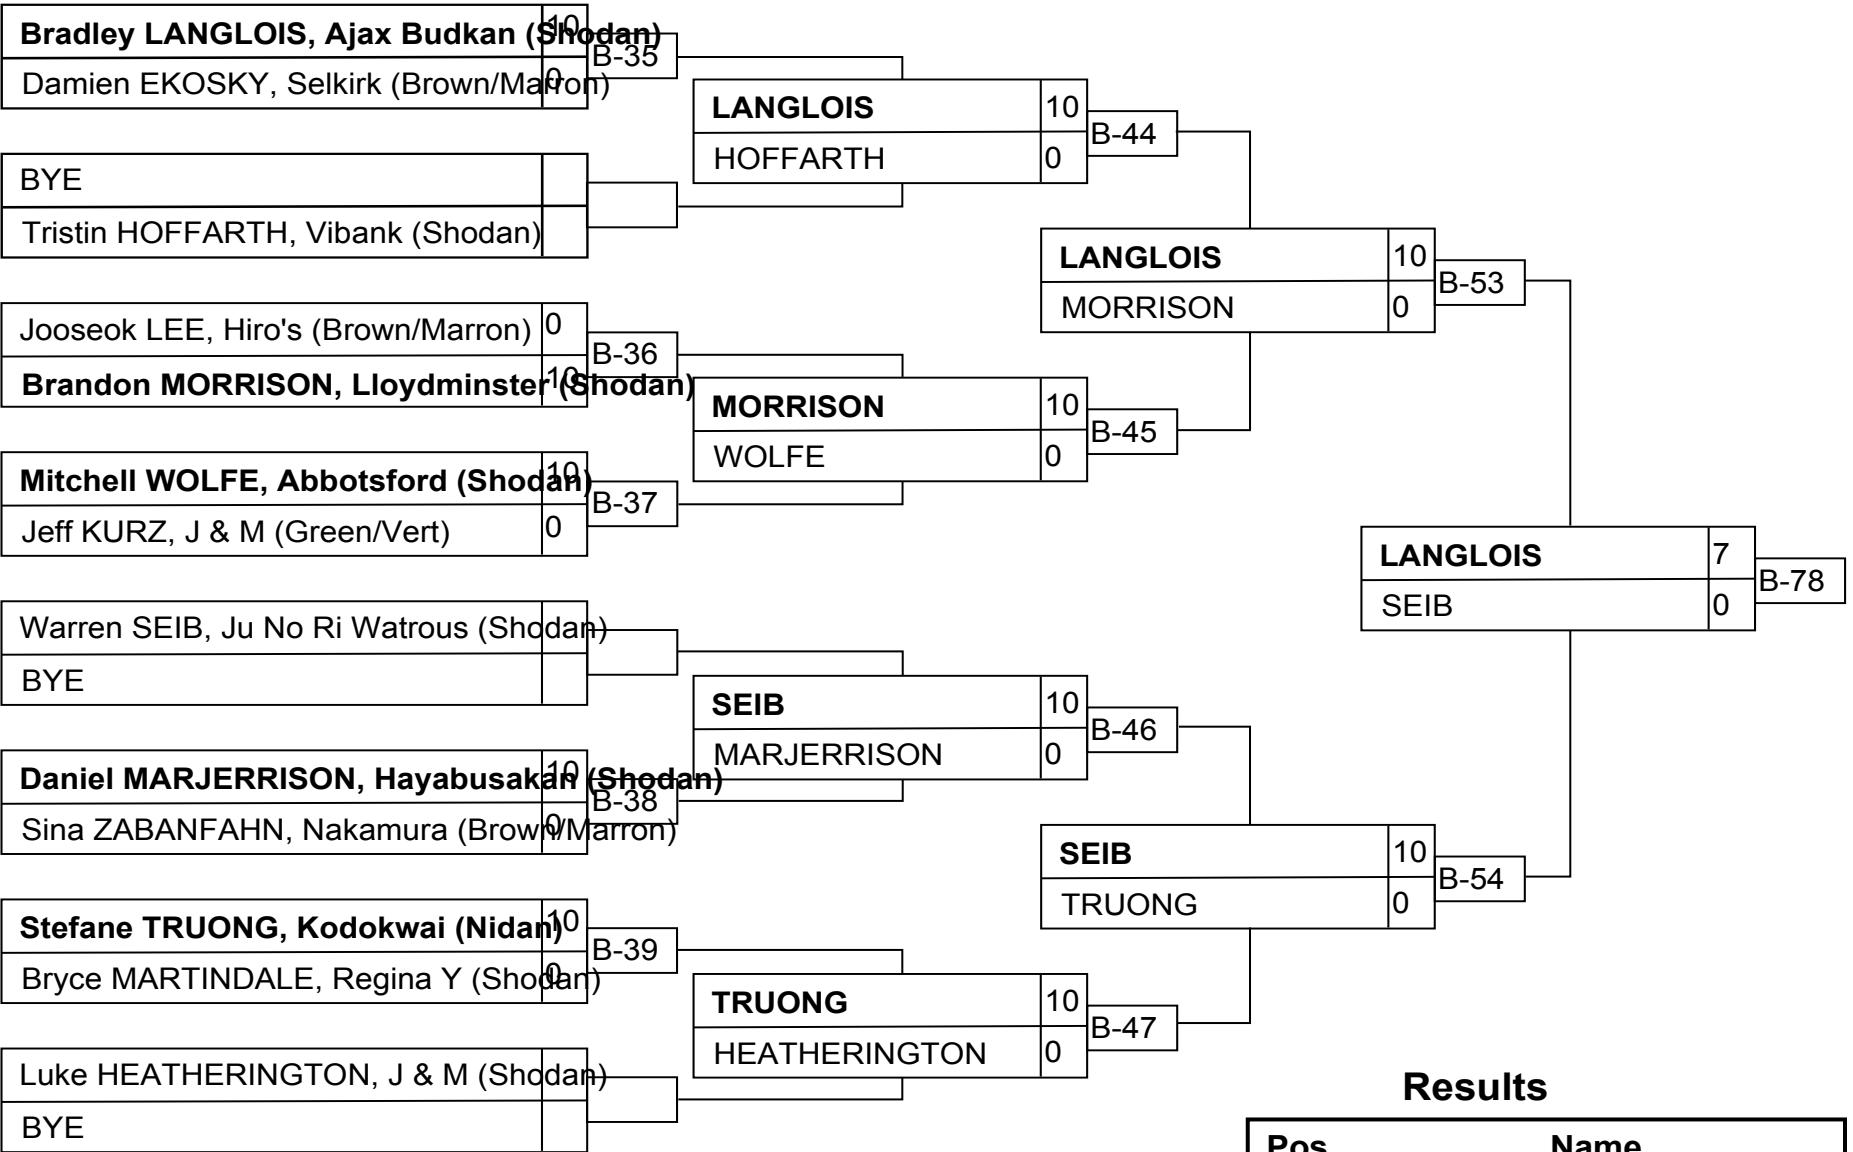 Bradley LANGLOIS, Ajax Budkan (Shodan) 10
Damien EKOSKY, Selkirk (Brown/Marron) 0
B-35
BYE
Tristin HOFFARTH, Vibank (Shodan)
LANGLOIS 10
HOFFARTH 0
B-44
Jooseok LEE, Hiro's (Brown/Marron) 0
Brandon MORRISON, Lloydminster (Shodan) 10
B-36
Mitchell WOLFE, Abbotsford (Shodan) 10
Jeff KURZ, J & M (Green/Vert) 0
B-37
MORRISON 10
WOLFE 0
B-45
LANGLOIS 10
MORRISON 0
B-53
Warren SEIB, Ju No Ri Watrous (Shodan)
BYE
Daniel MARJERRISON, Hayabusakan (Shodan) 10
Sina ZABANFAHN, Nakamura (Brown/Marron) 0
B-38
SEIB 10
MARJERRISON 0
B-46
Stefane TRUONG, Kodokwai (Nidan) 10
Bryce MARTINDALE, Regina Y (Shodan) 0
B-39
Luke HEATHERINGTON, J & M (Shodan)
BYE
TRUONG 10
HEATHERINGTON 0
B-47
SEIB 10
TRUONG 0
B-54
LANGLOIS 7
SEIB 0
B-78
Results
Pos Name